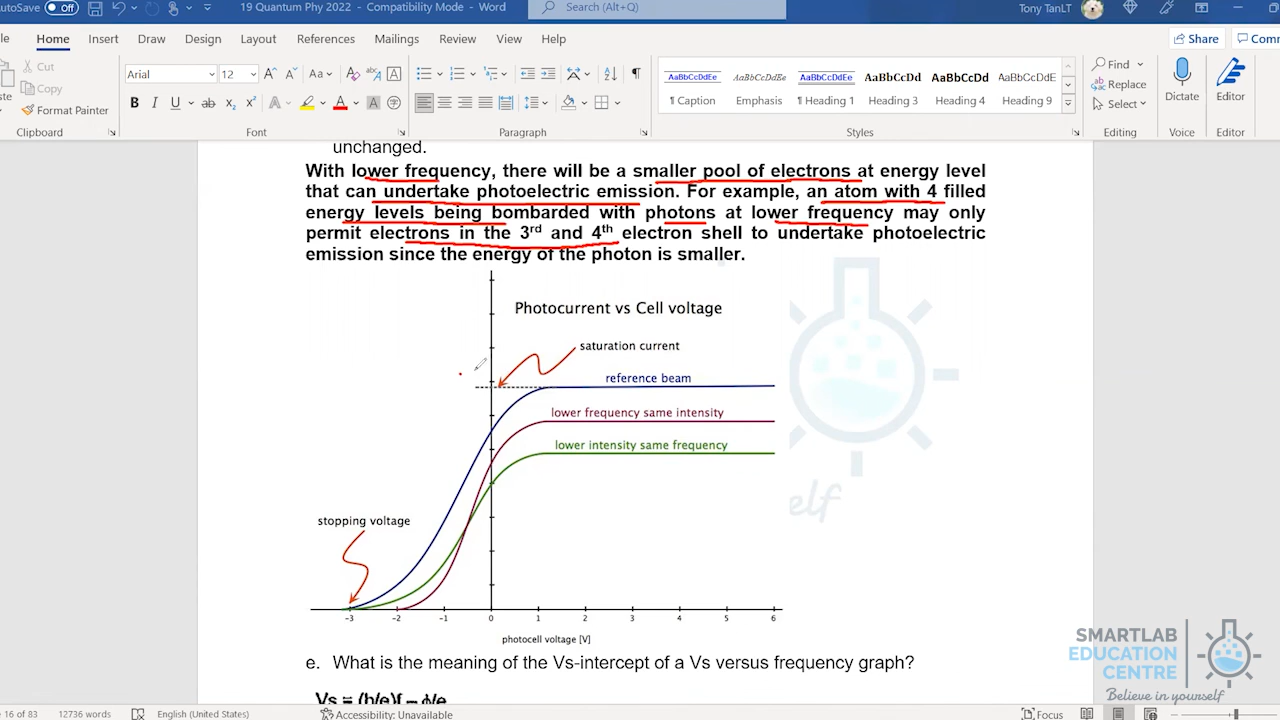 AutoSave Off
19 Quantum Phy 2022 - Compatibility Mode - Word
Search (Alt+Q)
Tony TanLT
Home Insert Draw Design Layout References Mailings Review View Help
Share
Cut
Copy
Format Painter
Arial 12
AaBbCcDdEe AaBbCcDdEe AaBbCcDdEe AaBbCcDd AaBbCcDd AaBbCcDdE
¶ Caption Emphasis ¶ Heading 1 Heading 3 Heading 4 Heading 9
Find
Replace
Select
Dictate
Editor
Clipboard Font Paragraph Styles Editing Voice Editor
unchanged.
With lower frequency, there will be a smaller pool of electrons at energy level
that can undertake photoelectric emission. For example, an atom with 4 filled
energy levels being bombarded with photons at lower frequency may only
permit electrons in the 3rd and 4th electron shell to undertake photoelectric
emission since the energy of the photon is smaller.
Photocurrent vs Cell voltage
saturation current
reference beam
lower frequency same intensity
lower intensity same frequency
stopping voltage
-3 -2 -1 0 1 2 3 4 5 6
photocell voltage [V]
SMARTLAB
EDUCATION
CENTRE
Believe in yourself
e. What is the meaning of the Vs-intercept of a Vs versus frequency graph?
Vs = (h/e)f – ϕ/e
16 of 83 12736 words English (United States) Accessibility: Unavailable Focus